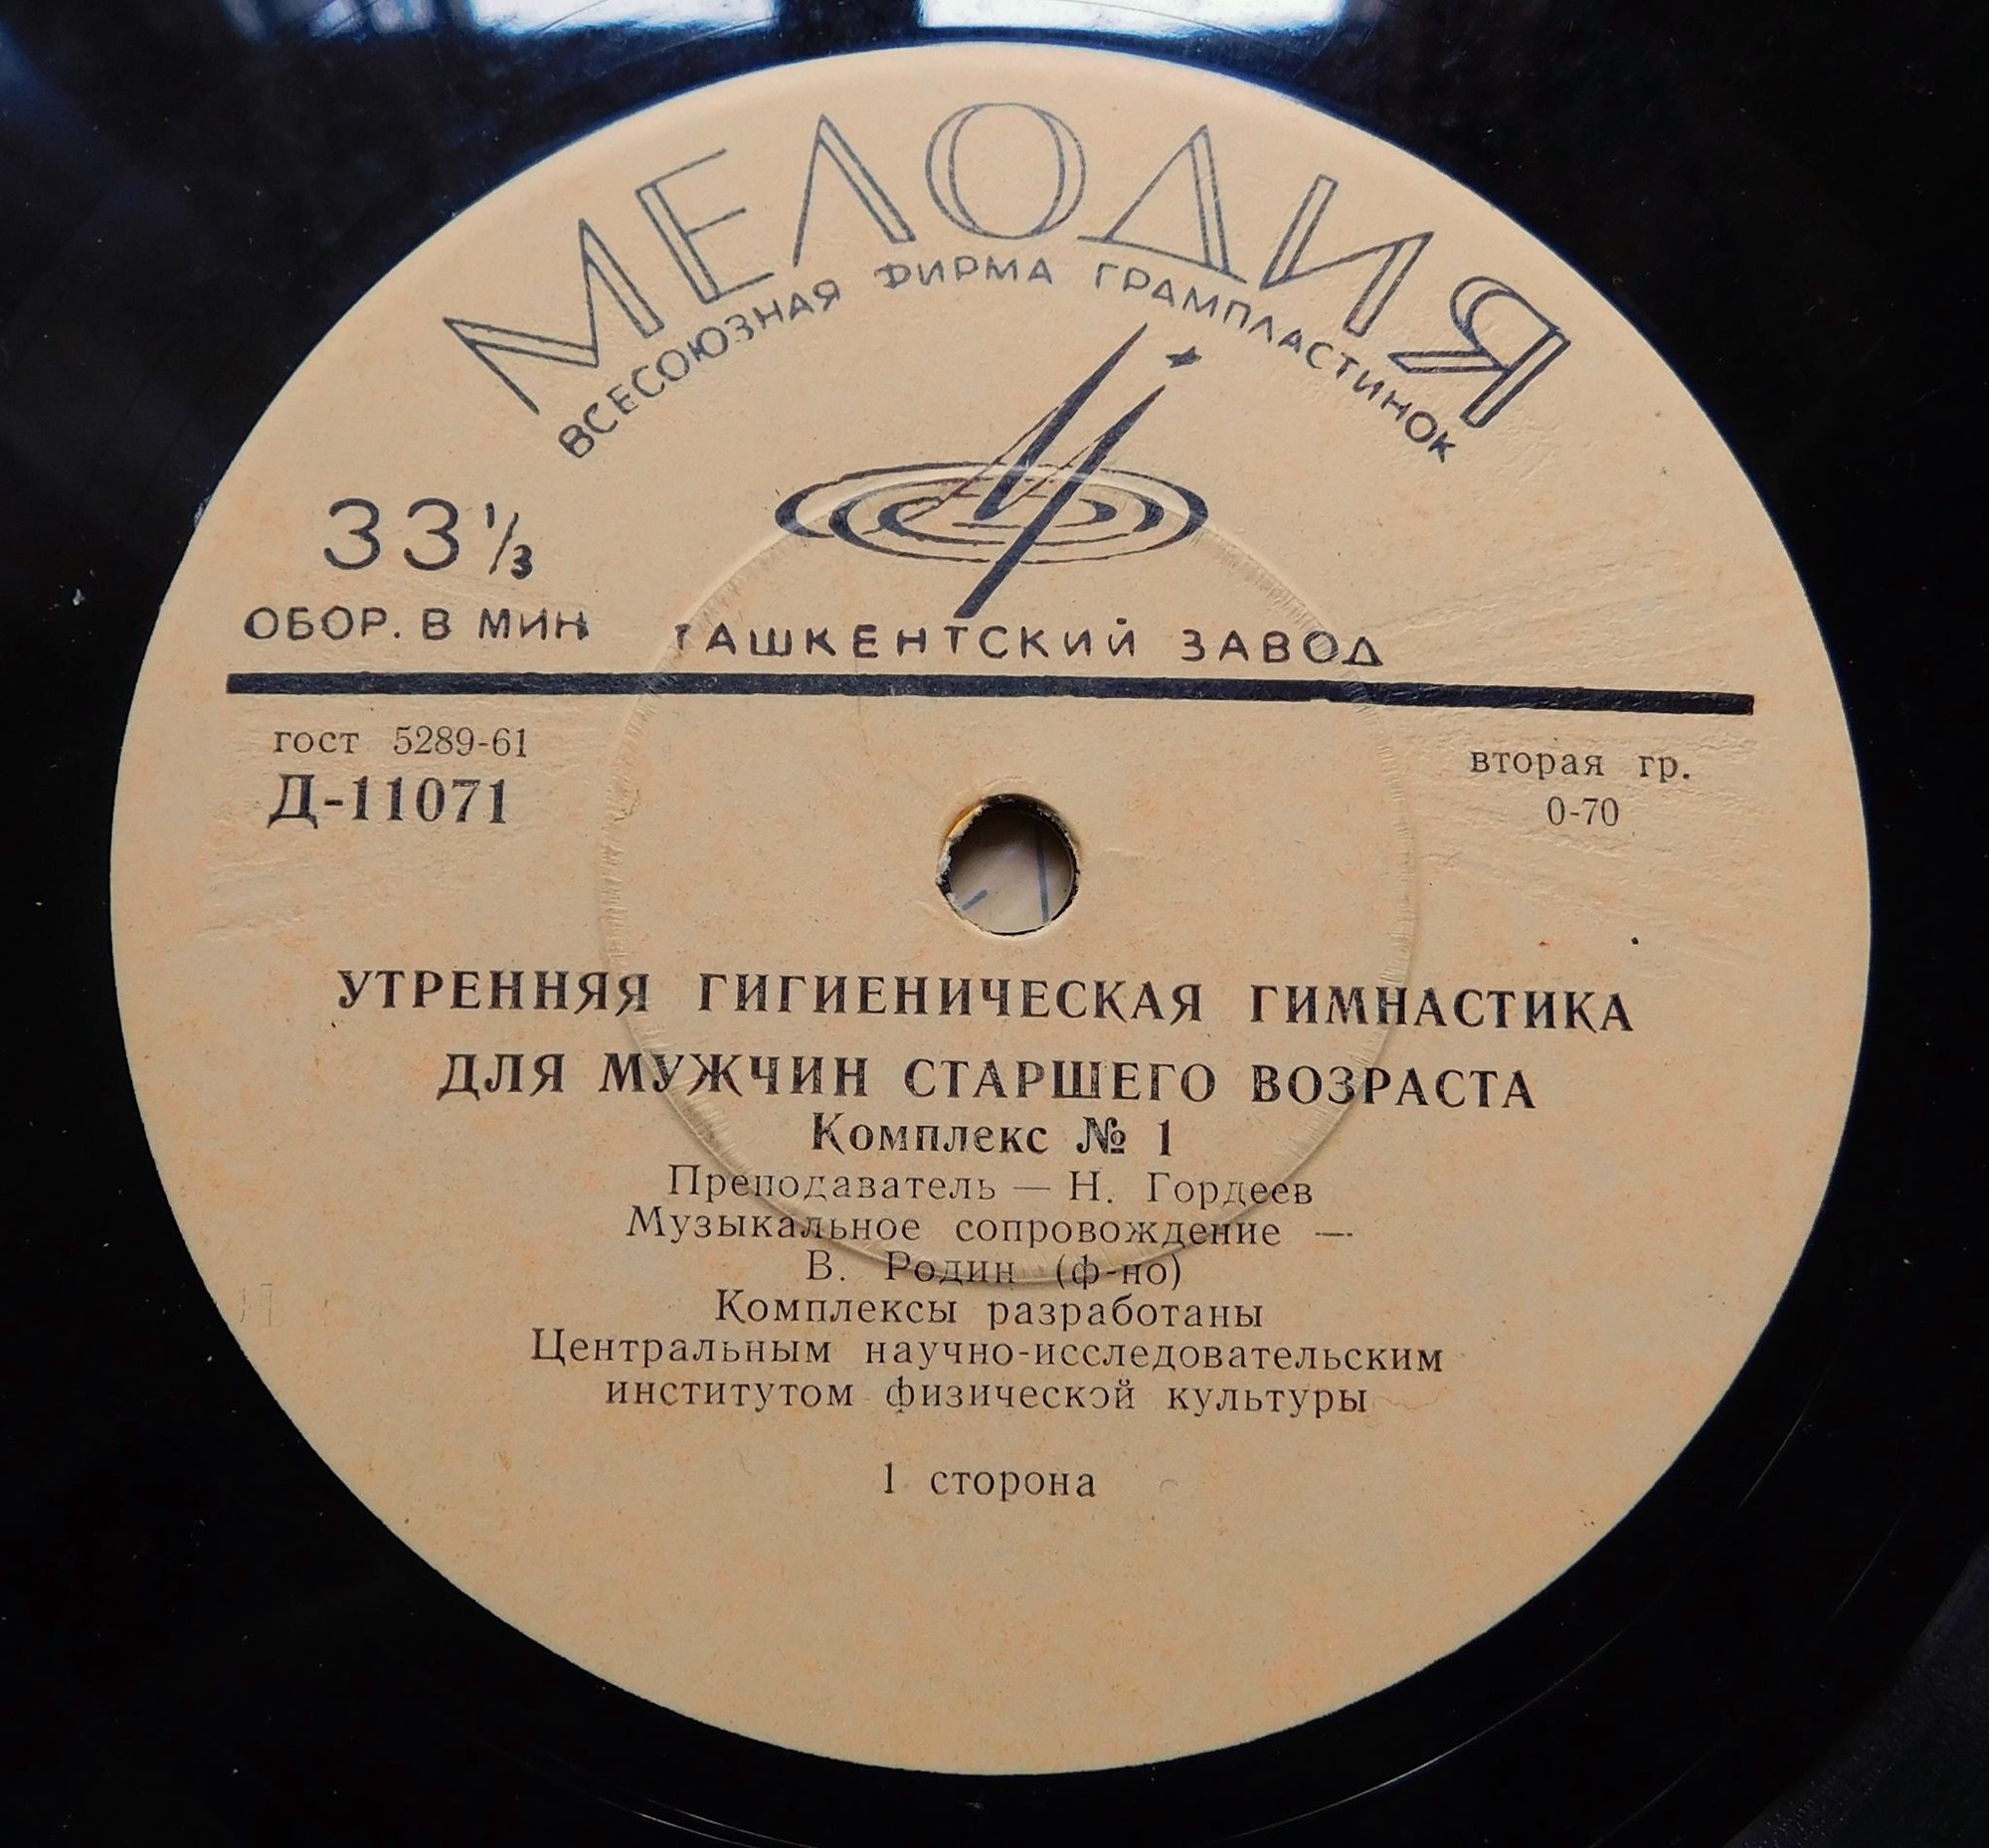 МЕЛОДИЯ
ВСЕСОЮЗНАЯ ФИРМА ГРАМПЛАСТИНОК
33 1/3
ОБОР. В МИН
ТАШКЕНТСКИЙ ЗАВОД
гост 5289-61
Д-11071
вторая гр.
0-70
УТРЕННЯЯ ГИГИЕНИЧЕСКАЯ ГИМНАСТИКА
ДЛЯ МУЖЧИН СТАРШЕГО ВОЗРАСТА
Комплекс № 1
Преподаватель — Н. Гордеев
Музыкальное сопровождение —
В. Родин (ф-но)
Комплексы разработаны
Центральным научно-исследовательским
институтом физической культуры
1 сторона